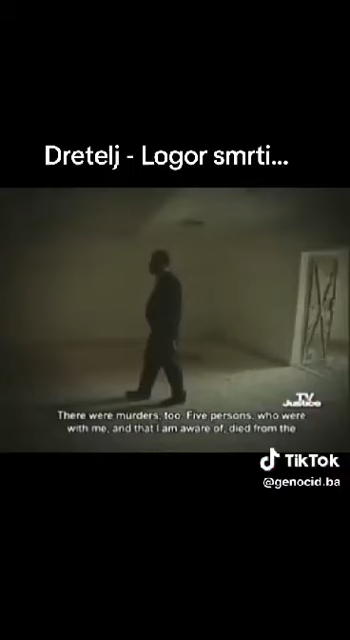 Dretelj - Logor smrti...
TV
Justice
There were murders, too. Five persons, who were
with me, and that I am aware of, died from the
TikTok
@genocid.ba